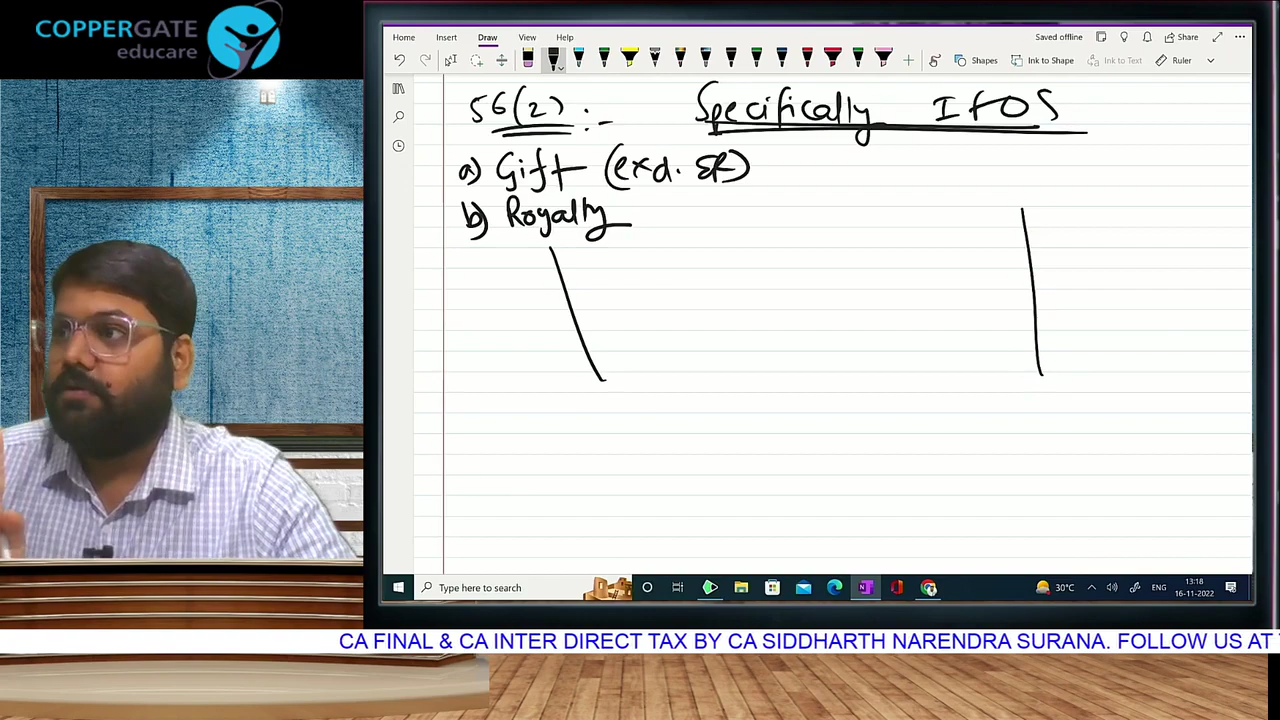 COPPERGATE
educare
Home Insert Draw View Help
Saved offline
Share
Shapes
Ink to Shape
Ink to Text
Ruler
56(2) :- Specifically IFOS
a) Gift (exd. SR)
b) Royalty
Type here to search
30°C
ENG
13:18
16-11-2022
CA FINAL & CA INTER DIRECT TAX BY CA SIDDHARTH NARENDRA SURANA. FOLLOW US AT